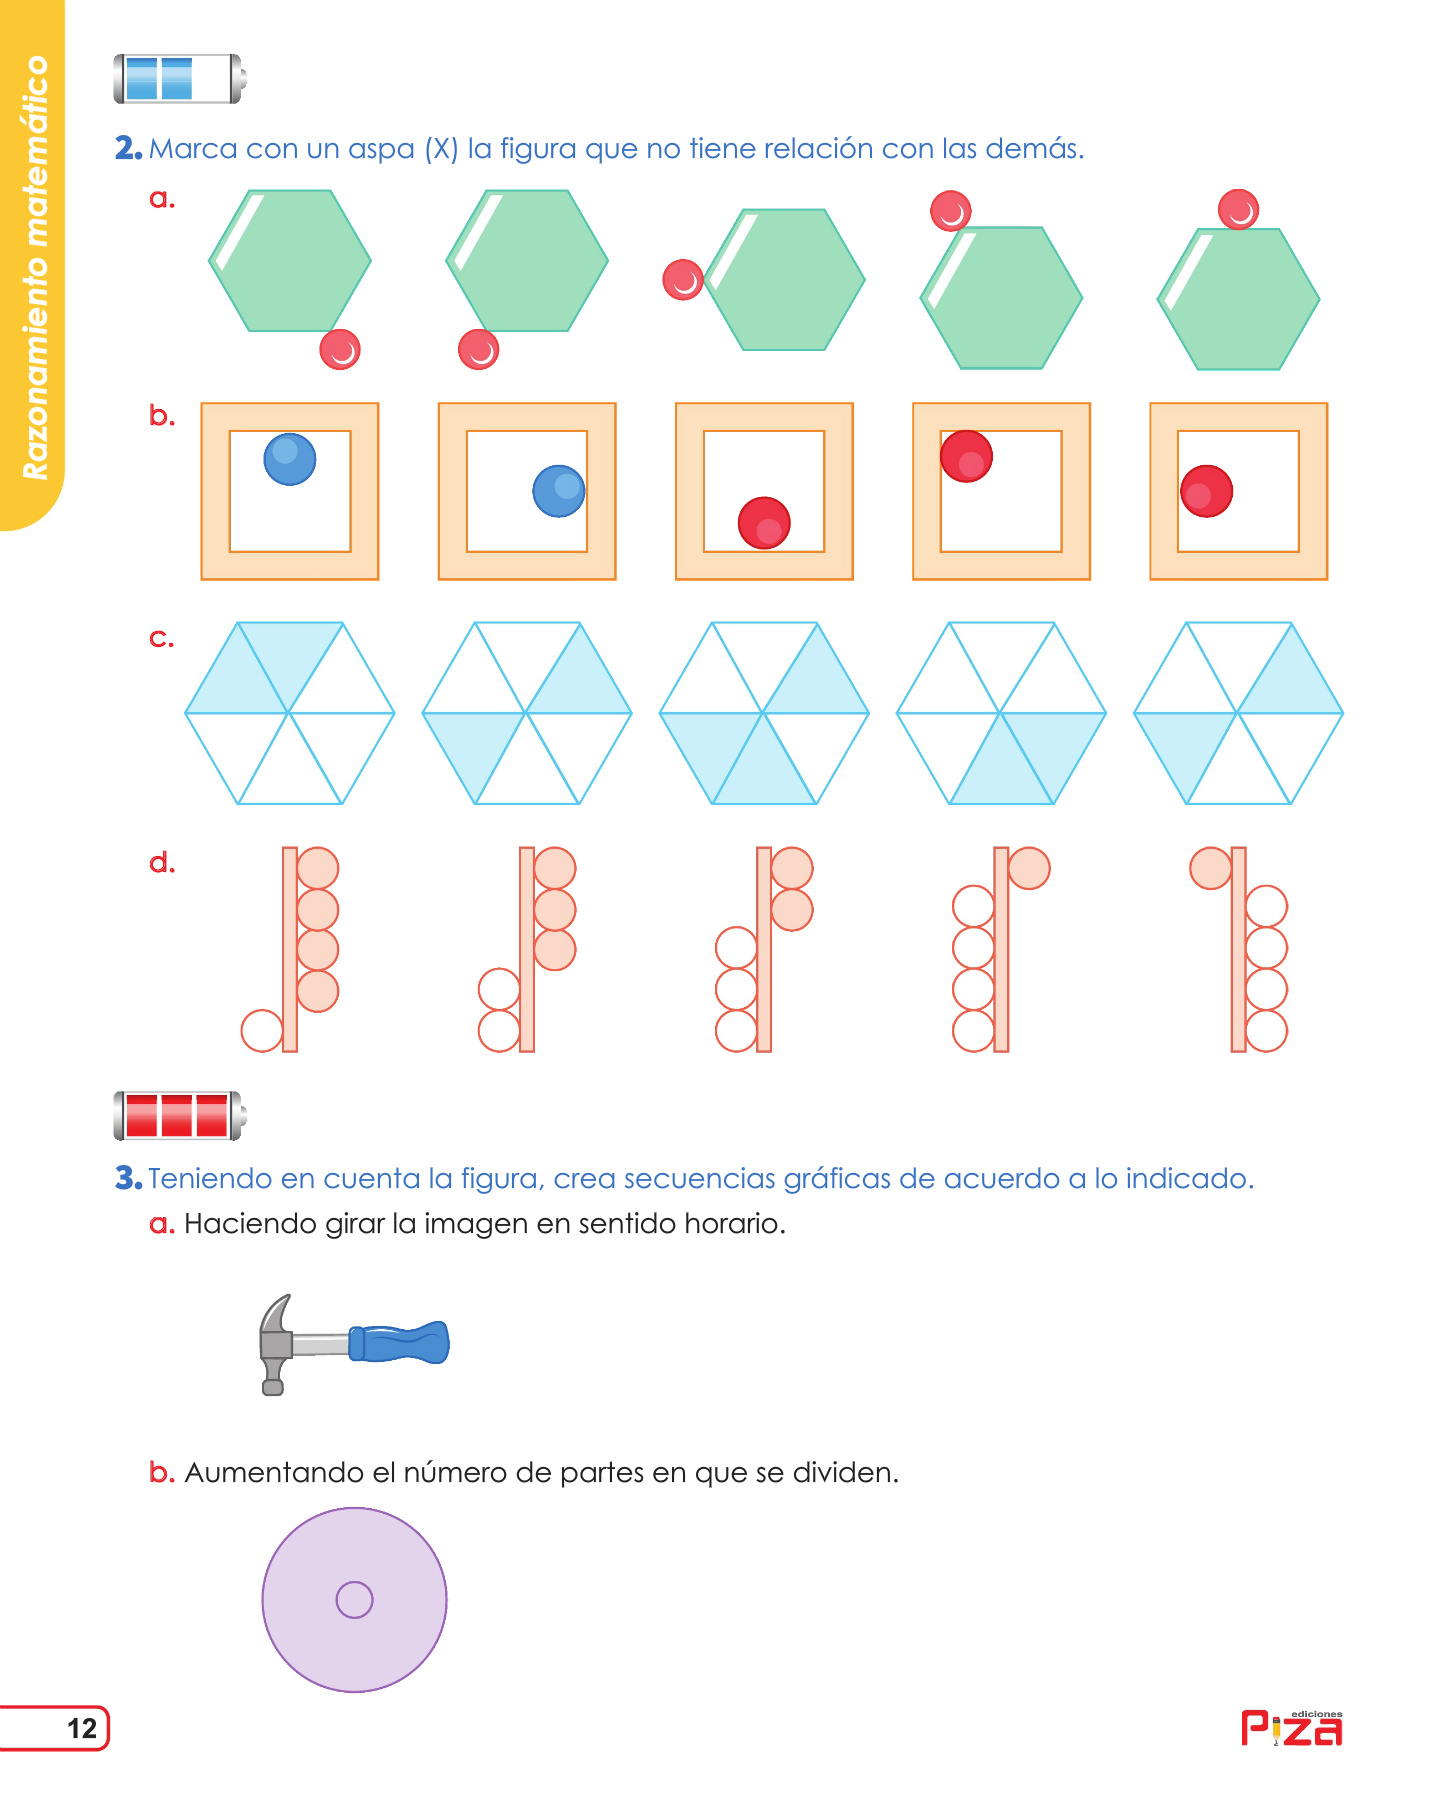 Razonamiento matemático
2. Marca con un aspa (X) la figura que no tiene relación con las demás.
a.
b.
c.
d.
3. Teniendo en cuenta la figura, crea secuencias gráficas de acuerdo a lo indicado.
a. Haciendo girar la imagen en sentido horario.
b. Aumentando el número de partes en que se dividen.
12
ediciones
Piza